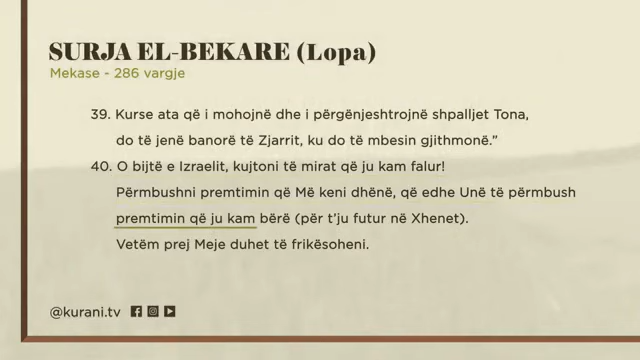 SURJA EL-BEKARE (Lopa)
Mekase - 286 vargje
39. Kurse ata që i mohojnë dhe i përgënjeshtrojnë shpalljet Tona,
do të jenë banorë të Zjarrit, ku do të mbesin gjithmonë.”
40. O bijtë e Izraelit, kujtoni të mirat që ju kam falur!
Përmbushni premtimin që Më keni dhënë, që edhe Unë të përmbush
premtimin që ju kam bërë (për t’ju futur në Xhenet).
Vetëm prej Meje duhet të frikësoheni.
@kurani.tv